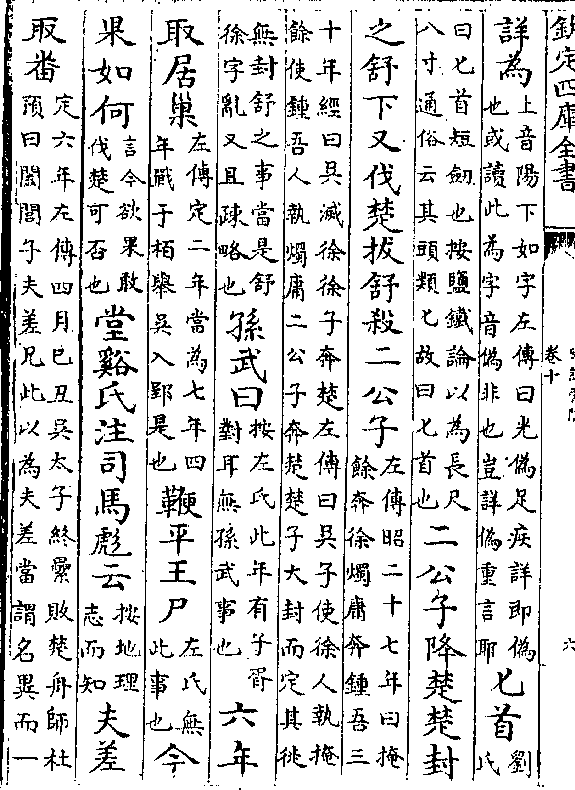 欽定四庫全書
卷十
六
詳為上音陽下如字左傳曰光偽足疾詳即偽也或讀此為字音偽非也豈詳偽重言耶匕首劉氏
曰匕首短劍也按鹽鐵論以為長尺八寸通俗云其頭類匕故曰匕首也二公子降楚楚封
之舒下又伐楚拔舒殺二公子左傳昭二十七年曰掩餘奔徐燭庸奔鍾吾三
十年經曰吳滅徐徐子奔楚左傳曰吳子使徐人執掩餘使鍾吾人執燭庸二公子奔楚楚子大封而定其徙
無封舒之事當是舒徐字亂又且疎略也孫武曰按左氏此年有子胥對耳無孫武事也六年
取居巢左傳定二年當為七年四年戰于柏舉吳入郢是也鞭平王尸左氏無此事也今
果如何言今欲果敢伐楚可否也堂谿氏注司馬彪云按地理志而知夫差
取番定六年左傳四月己丑吳太子終纍敗楚舟師杜預曰闔閭子夫差兄此以為夫差當謂名異而一